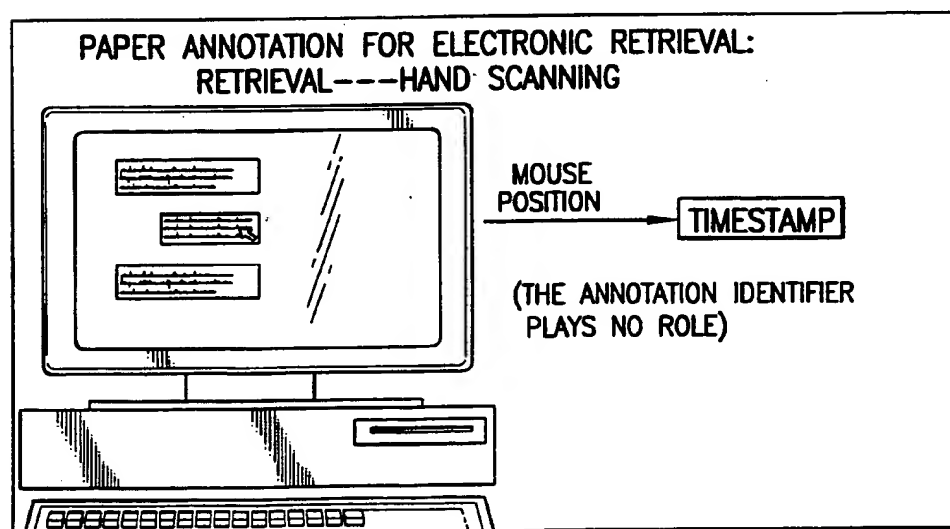 PAPER ANNOTATION FOR ELECTRONIC RETRIEVAL:
RETRIEVAL---HAND SCANNING
MOUSE
POSITION
TIMESTAMP
(THE ANNOTATION IDENTIFIER
PLAYS NO ROLE)